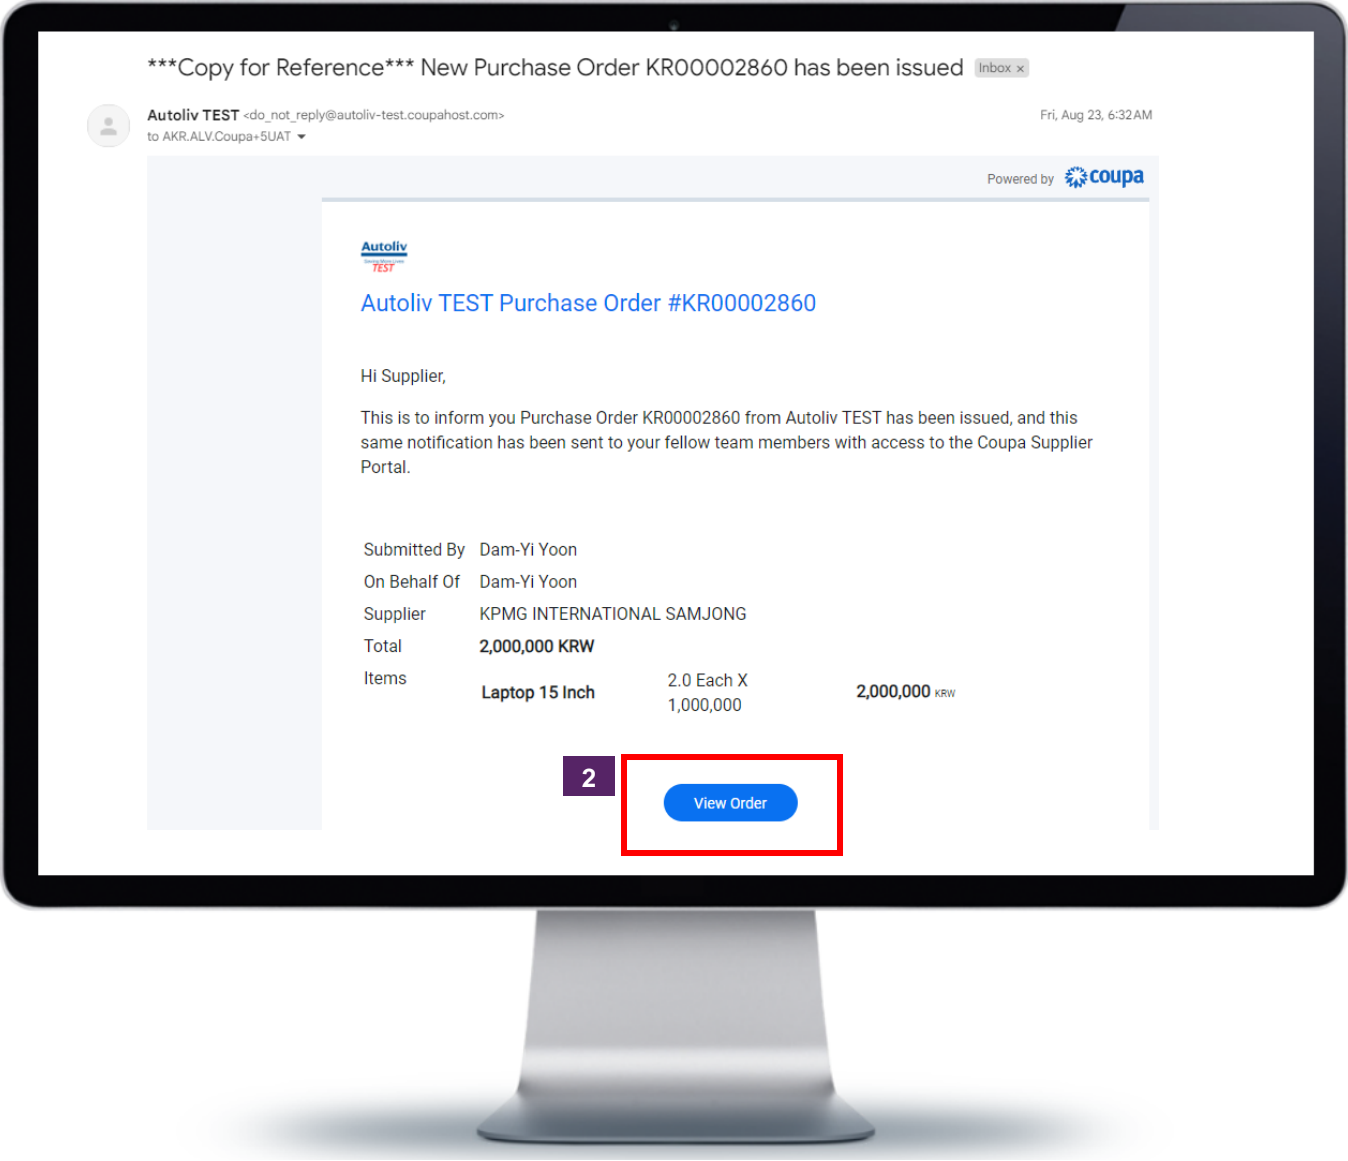 ***Copy for Reference*** New Purchase Order KR00002860 has been issued Inbox ×
Autoliv TEST <do_not_reply@autoliv-test.coupahost.com> Fri, Aug 23, 6:32 AM
to AKR.ALV.Coupa+5UAT
Powered by coupa
Autoliv
TEST
Autoliv TEST Purchase Order #KR00002860
Hi Supplier,
This is to inform you Purchase Order KR00002860 from Autoliv TEST has been issued, and this
same notification has been sent to your fellow team members with access to the Coupa Supplier
Portal.
Submitted By Dam-Yi Yoon
On Behalf Of Dam-Yi Yoon
Supplier KPMG INTERNATIONAL SAMJONG
Total 2,000,000 KRW
Items
Laptop 15 Inch 2.0 Each X 2,000,000 KRW
1,000,000
2
View Order